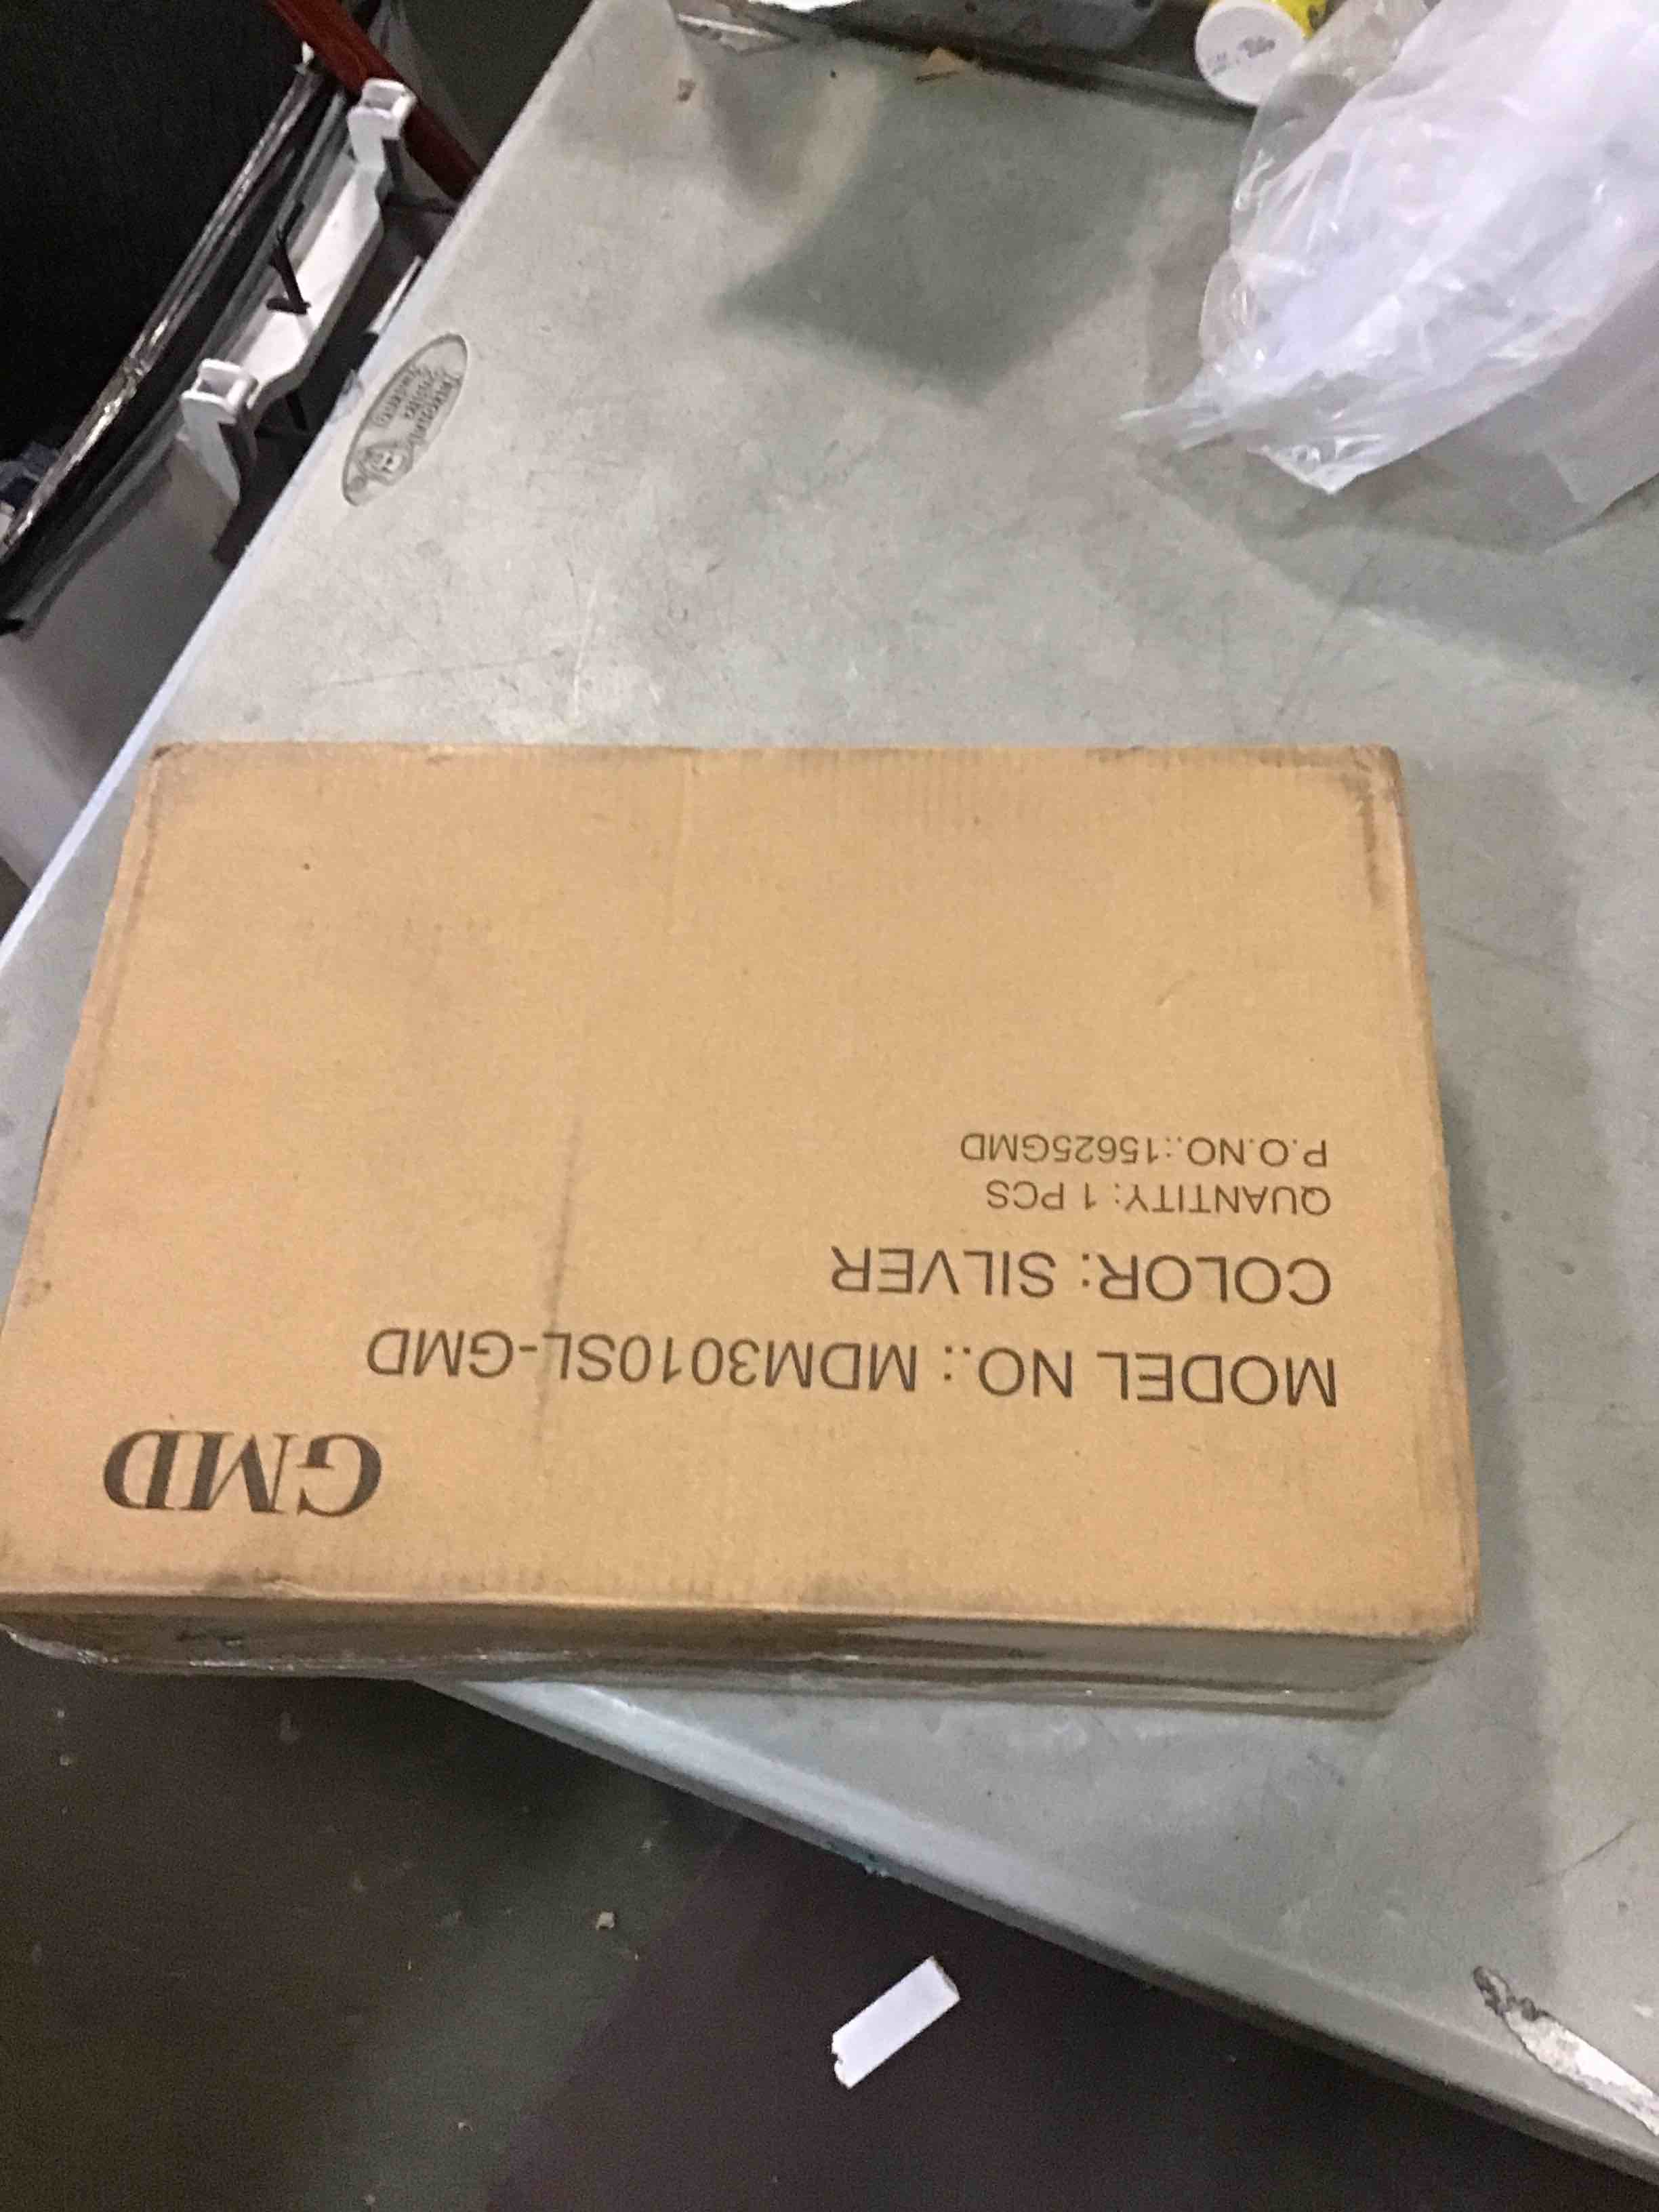 GMD
MODEL NO.: MDM3010SL-GMD
COLOR: SILVER
QUANTITY: 1 PCS
P.O.NO.:15625GMD